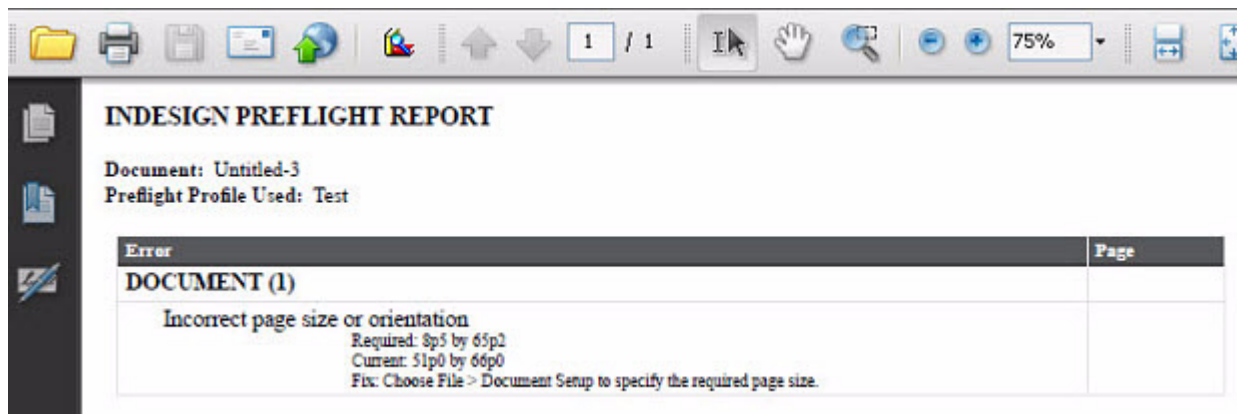 1 / 1 75%
INDESIGN PREFLIGHT REPORT
Document: Untitled-3
Preflight Profile Used: Test
Error Page
DOCUMENT (1)
Incorrect page size or orientation
Required: 8p5 by 65p2
Current: 51p0 by 66p0
Fix: Choose File > Document Setup to specify the required page size.